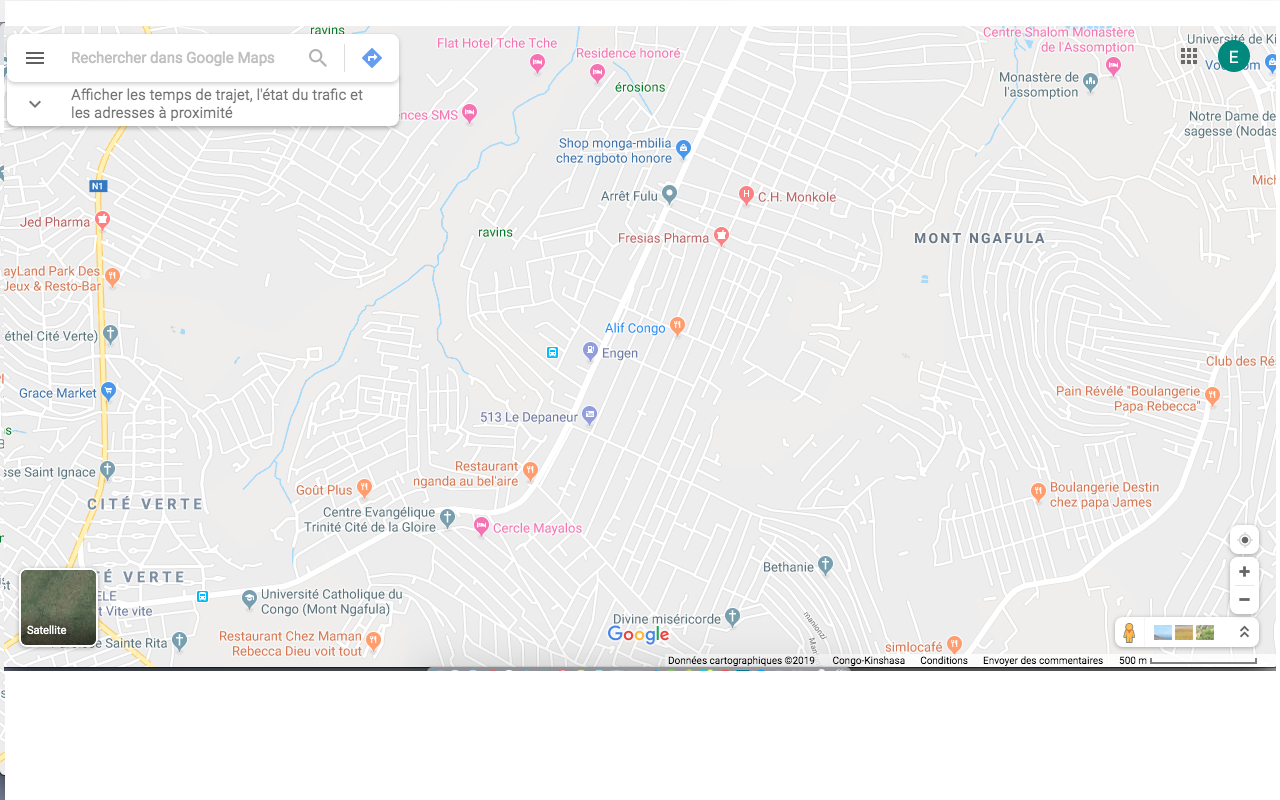 ravins
Rechercher dans Google Maps
Afficher les temps de trajet, l'état du trafic et
les adresses à proximité
Flat Hotel Tche Tche
Residence honoré
érosions
Centre Shalom Monastère
de l'Assomption
Université de Ki
E
Monastère de
l'assomption
Notre Dame de
sagesse (Nodas
ences SMS
Shop monga-mbilia
chez ngboto honore
Arrêt Fulu
H
C.H. Monkole
Mich
N1
Jed Pharma
ravins
Fresias Pharma
MONT NGAFULA
ayLand Park Des
Jeux & Resto-Bar
Alif Congo
éthel Cité Verte)
Engen
Club des Ré
Grace Market
Pain Révélé "Boulangerie
Papa Rebecca"
513 Le Depaneur
sse Saint Ignace
Restaurant
nganda au bel'aire
Goût Plus
Boulangerie Destin
chez papa James
CITÉ VERTE
Centre Evangélique
Trinité Cité de la Gloire
Cercle Mayalos
Bethanie
TÉ VERTE
ELE
t Vite vite
Université Catholique du
Congo (Mont Ngafula)
Satellite
Divine miséricorde
Google
sse Sainte Rita
Restaurant Chez Maman
Rebecca Dieu voit tout
simlocafé
Données cartographiques ©2019
Congo-Kinshasa
Conditions
Envoyer des commentaires
500 m